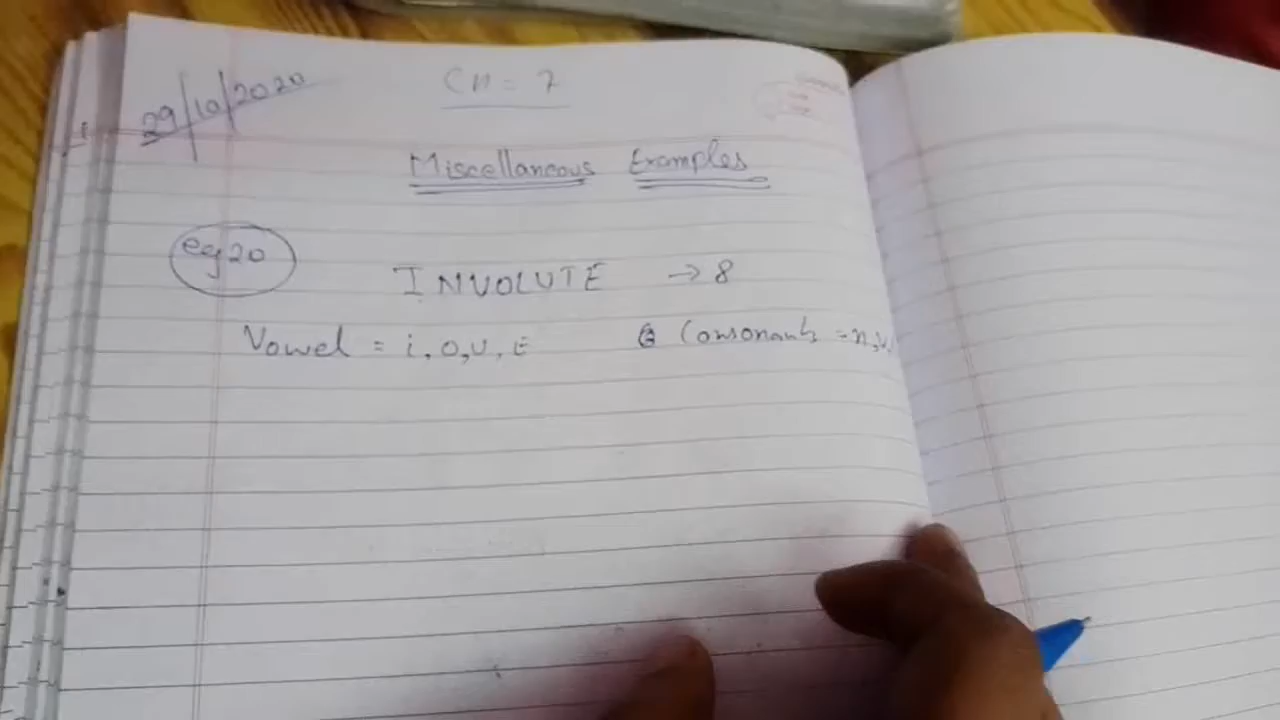 29/10/2020
CH = 7
Miscellaneous Examples
eg 20
INVOLUTE → 8
Vowel = i, O, U, E Consonants = n, v,